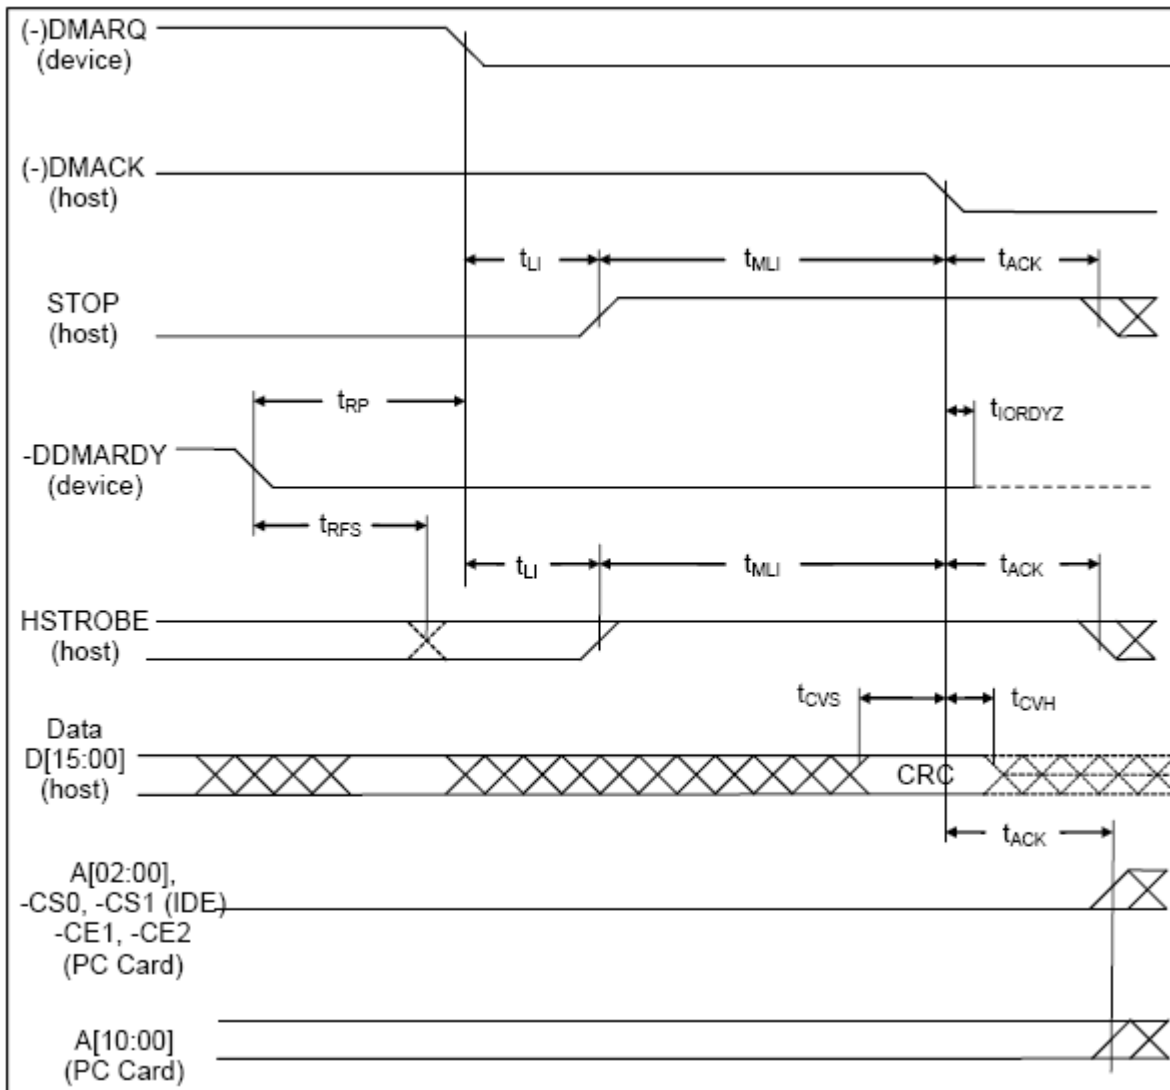 (-)DMARQ
(device)
(-)DMACK
(host)
tLI
tMLI
tACK
STOP
(host)
tRP
tIORDYZ
-DDMARDY
(device)
tRFS
tLI
tMLI
tACK
HSTROBE
(host)
tCVS
tCVH
Data
D[15:00]
(host)
CRC
tACK
A[02:00],
-CS0, -CS1 (IDE)
-CE1, -CE2
(PC Card)
A[10:00]
(PC Card)